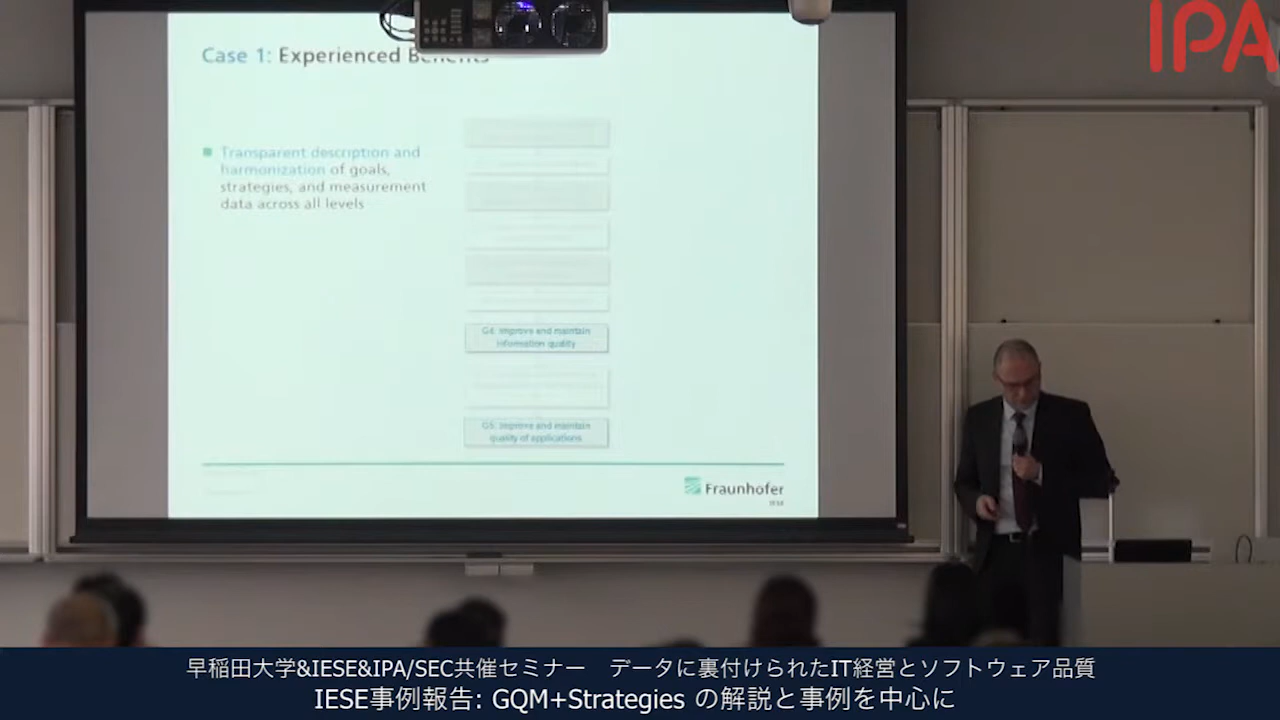 IPA
Case 1: Experienced Benefits
Transparent description and
harmonization of goals,
strategies, and measurement
data across all levels
G4: Improve and maintain
information quality
G5: Improve and maintain
quality of applications
Fraunhofer
IESE
早稲田大学&IESE&IPA/SEC共催セミナー　データに裏付けられたIT経営とソフトウェア品質
IESE事例報告: GQM+Strategies の解説と事例を中心に